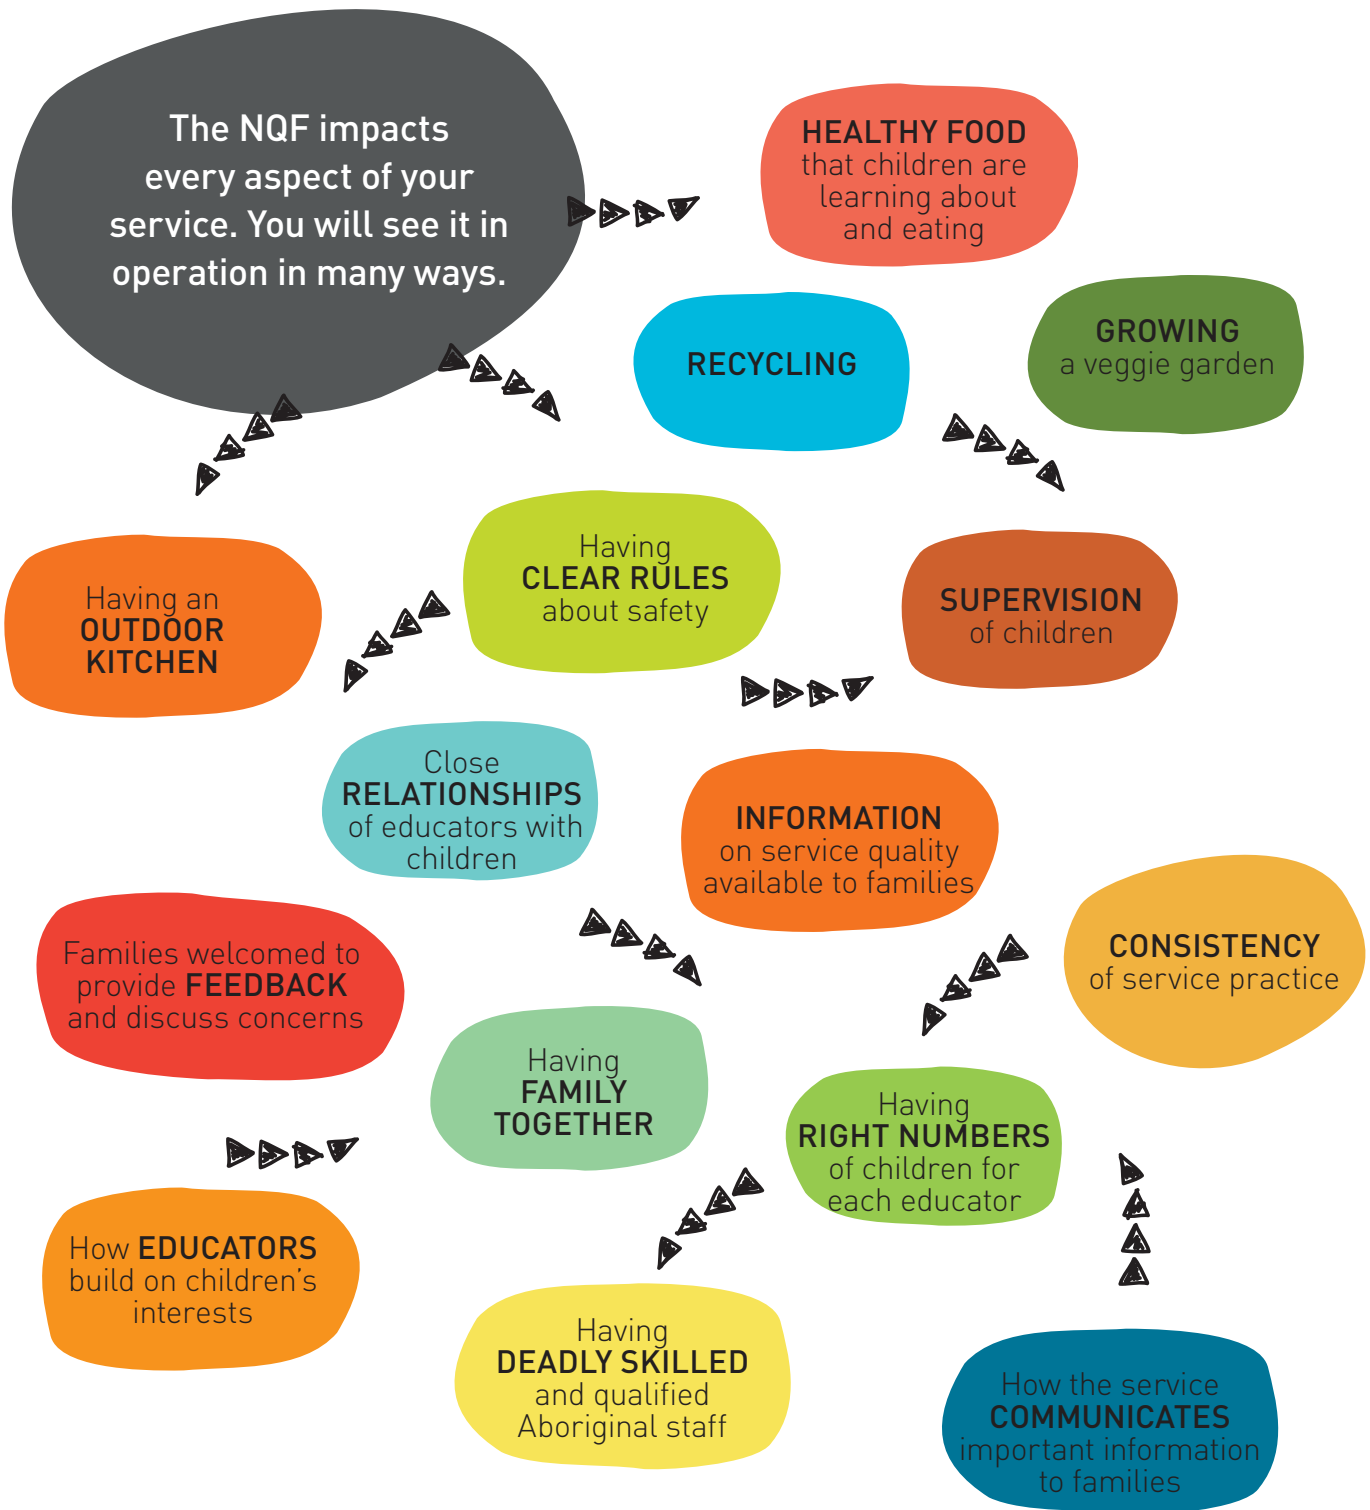 The NQF impacts
every aspect of your
service. You will see it in
operation in many ways.
HEALTHY FOOD
that children are
learning about
and eating
RECYCLING
GROWING
a veggie garden
Having an
OUTDOOR
KITCHEN
Having
CLEAR RULES
about safety
SUPERVISION
of children
Close
RELATIONSHIPS
of educators with
children
INFORMATION
on service quality
available to families
Families welcomed to
provide FEEDBACK
and discuss concerns
CONSISTENCY
of service practice
Having
FAMILY
TOGETHER
Having
RIGHT NUMBERS
of children for
each educator
How EDUCATORS
build on children's
interests
Having
DEADLY SKILLED
and qualified
Aboriginal staff
How the service
COMMUNICATES
important information
to families